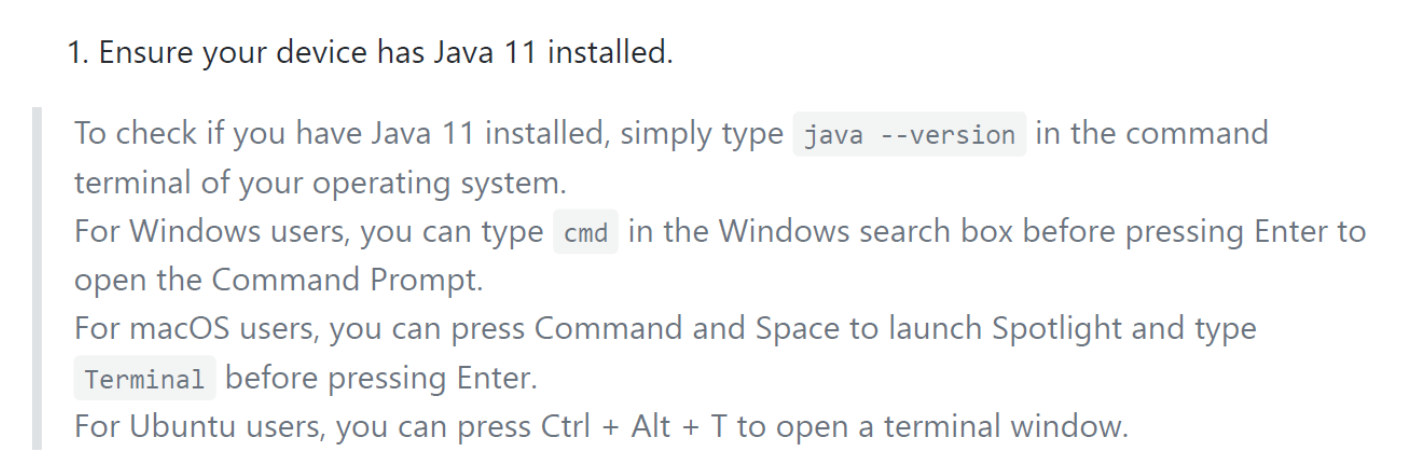 1. Ensure your device has Java 11 installed.
To check if you have Java 11 installed, simply type java --version in the command
terminal of your operating system.
For Windows users, you can type cmd in the Windows search box before pressing Enter to
open the Command Prompt.
For macOS users, you can press Command and Space to launch Spotlight and type
Terminal before pressing Enter.
For Ubuntu users, you can press Ctrl + Alt + T to open a terminal window.